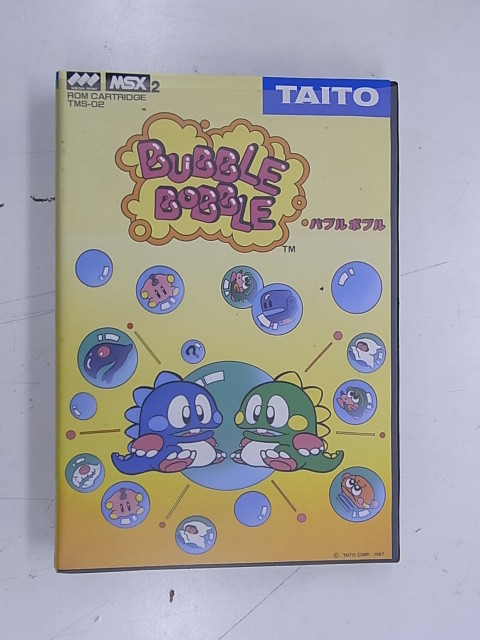 MSX2
TAITO
ROM CARTRIDGE
TMS-02
BUBBLE
BOBBLE
TM
バブルボブル
?
© TAITO CORP. 1987